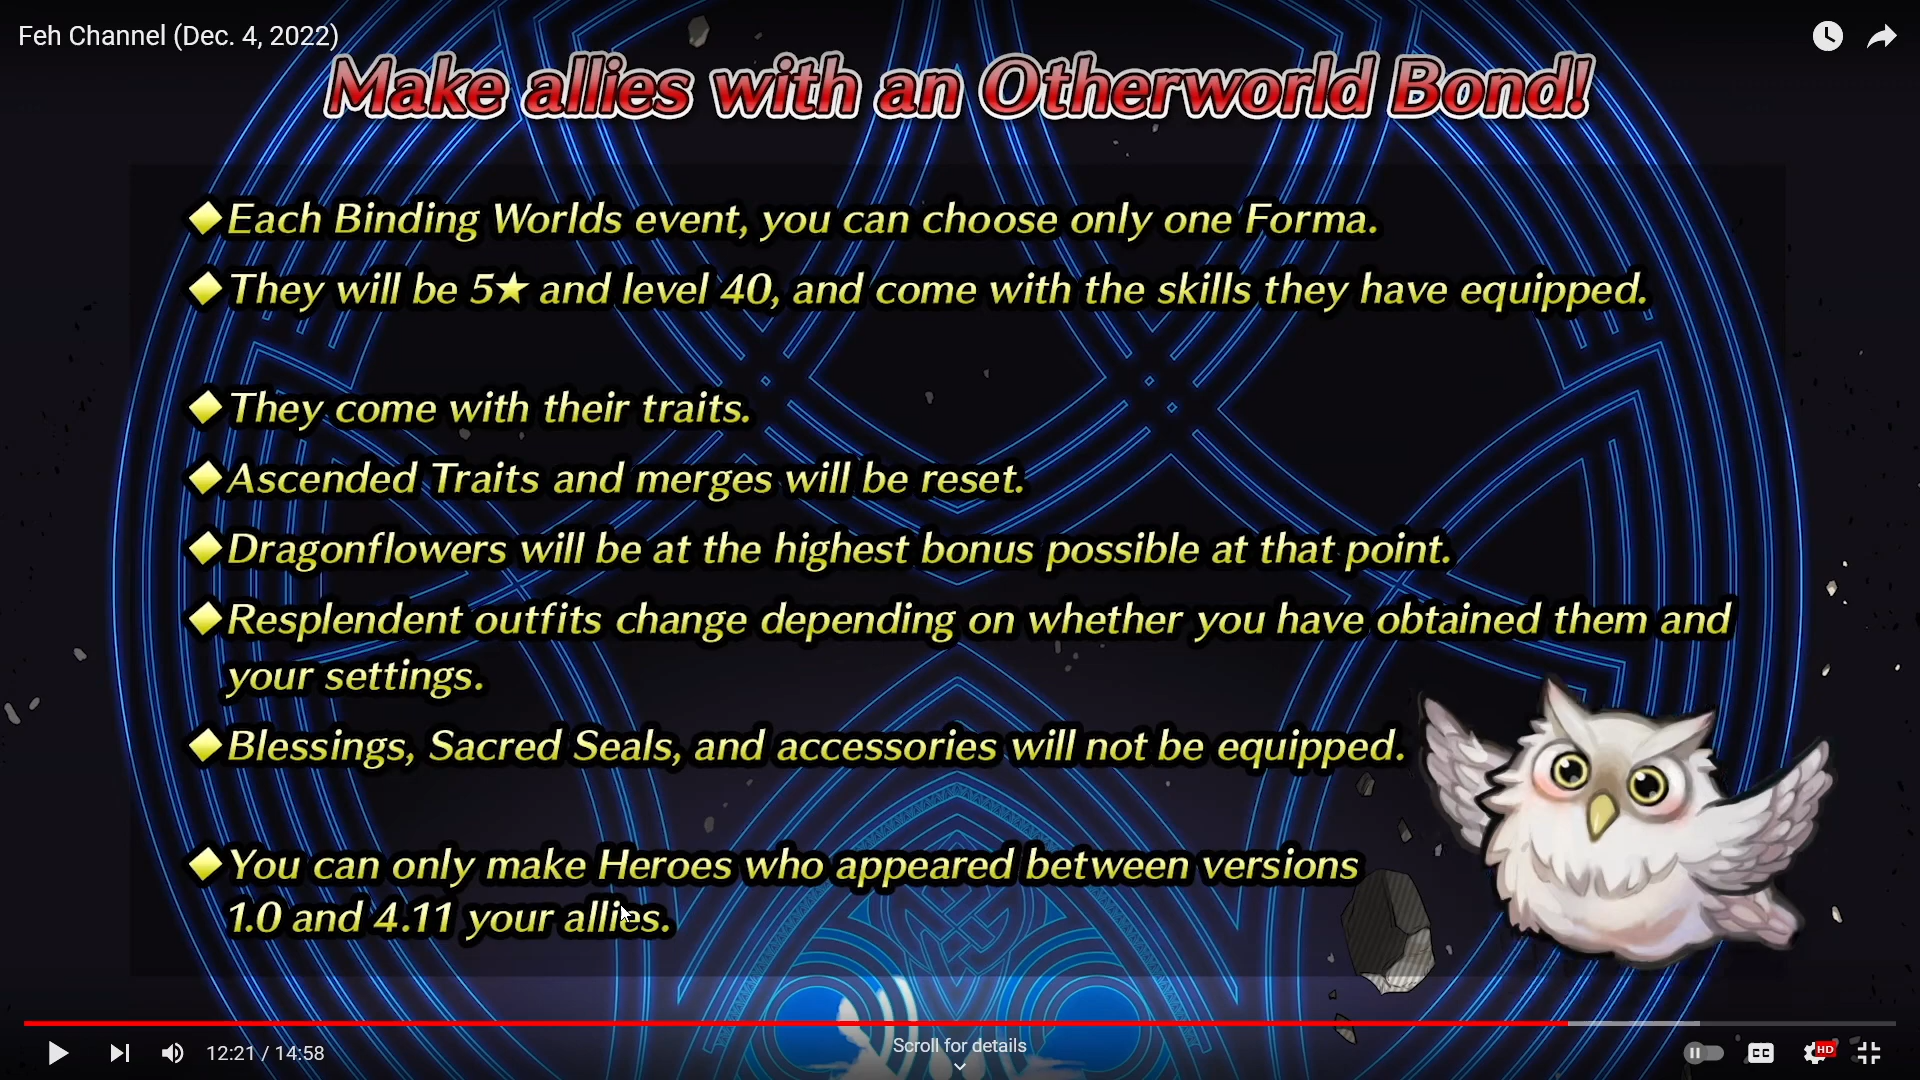 Feh Channel (Dec. 4, 2022)
Make allies with an Otherworld Bond!
◆Each Binding Worlds event, you can choose only one Forma.
◆They will be 5★ and level 40, and come with the skills they have equipped.
◆They come with their traits.
◆Ascended Traits and merges will be reset.
◆Dragonflowers will be at the highest bonus possible at that point.
◆Resplendent outfits change depending on whether you have obtained them and
your settings.
◆Blessings, Sacred Seals, and accessories will not be equipped.
◆You can only make Heroes who appeared between versions
1.0 and 4.11 your allies.
12:21 / 14:58
Scroll for details
CC
HD